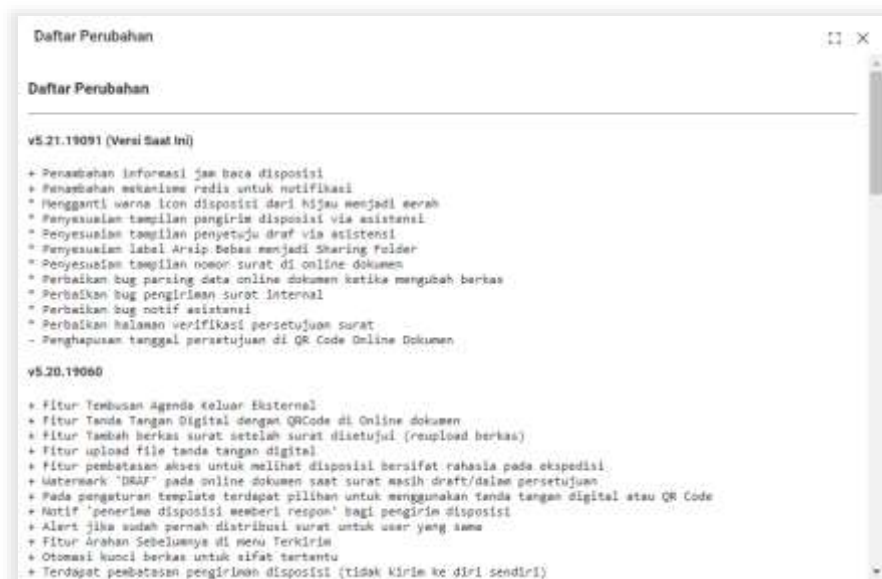 Daftar Perubahan
Daftar Perubahan
v5.21.19091 (Versi Saat Ini)
+ Penambahan informasi jam baca disposisi
+ Penambahan mekanisme redis untuk notifikasi
* Mengganti warna icon disposisi dari hijau menjadi merah
* Penyesuaian tampilan pengirim disposisi via asistensi
* Penyesuaian tampilan penyetuju draf via asistensi
* Penyesuaian label Arsip Bebas menjadi Sharing Folder
* Penyesuaian tampilan nomor surat di online dokumen
* Perbaikan bug parsing data online dokumen ketika mengubah berkas
* Perbaikan bug pengiriman surat internal
* Perbaikan bug notif asistensi
* Perbaikan halaman verifikasi persetujuan surat
- Penghapusan tanggal persetujuan di QR Code Online Dokumen
v5.20.19060
+ Fitur Tembusan Agenda Keluar Eksternal
+ Fitur Tanda Tangan Digital dengan QRCode di Online dokumen
+ Fitur Tambah berkas surat setelah surat disetujui (reupload berkas)
+ Fitur upload file tanda tangan digital
+ Fitur pembatasan akses untuk melihat disposisi bersifat rahasia pada ekspedisi
+ Watermark "DRAF" pada online dokumen saat surat masih draft/dalam persetujuan
+ Pada pengaturan template terdapat pilihan untuk menggunakan tanda tangan digital atau QR Code
+ Notif 'penerima disposisi memberi respon' bagi pengirim disposisi
+ Alert jika sudah pernah distribusi surat untuk user yang sama
+ Fitur Arahan Sebelumnya di menu Terkirim
+ Otomasi kunci berkas untuk sifat tertentu
+ Terdapat pembatasan pengiriman disposisi (tidak kirim ke diri sendiri)